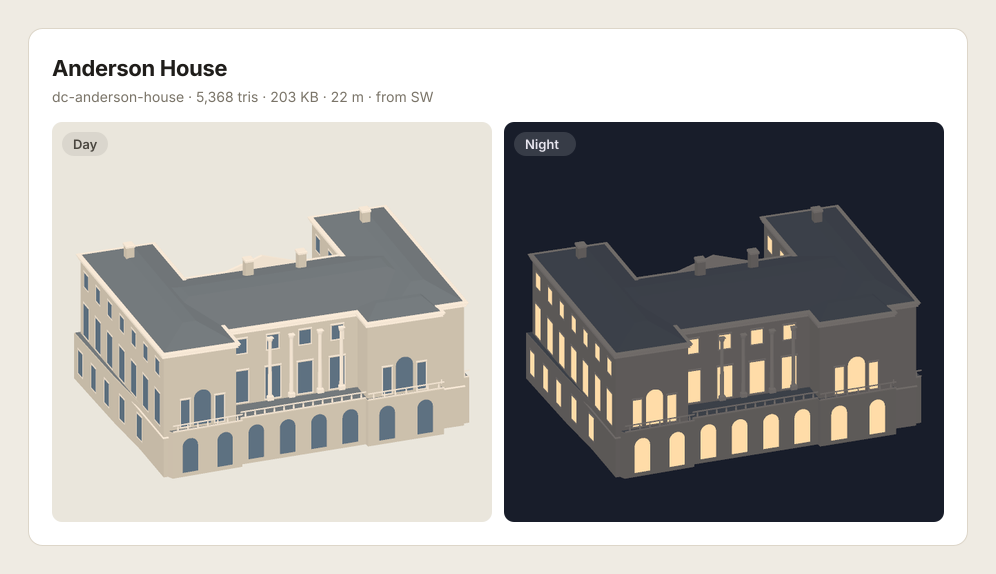 Anderson House
dc-anderson-house · 5,368 tris · 203 KB · 22 m · from SW
Day
Night